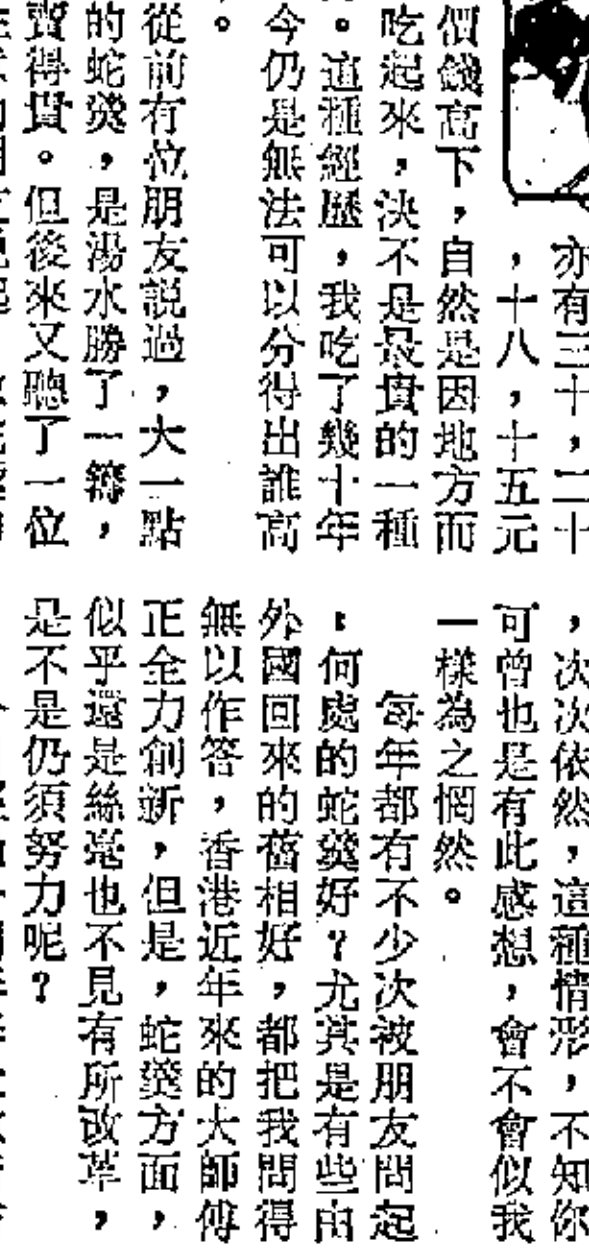 亦有三十，二十
，十八，十五元
價錢高下，自然是因地方而
吃起來，決不是最貴的一種
。這種經歷，我吃了幾十年
今仍是無法可以分得出誰高
。
從前有位朋友說過，大一點
的蛇羹，是湯水勝了一籌，
賣得貴。但後來又聽了一位
，次次依然，這種情形，不知你
可曾也是有此感想，會不會似我
一樣為之惘然。
每年都有不少次被朋友問起
：何處的蛇羹好？尤其是有些由
外國回來的舊相好，都把我問得
無以作答，香港近年來的大師傅
正全力創新，但是，蛇羹方面，
似乎還是絲毫也不見有所改革，
是不是仍須努力呢？